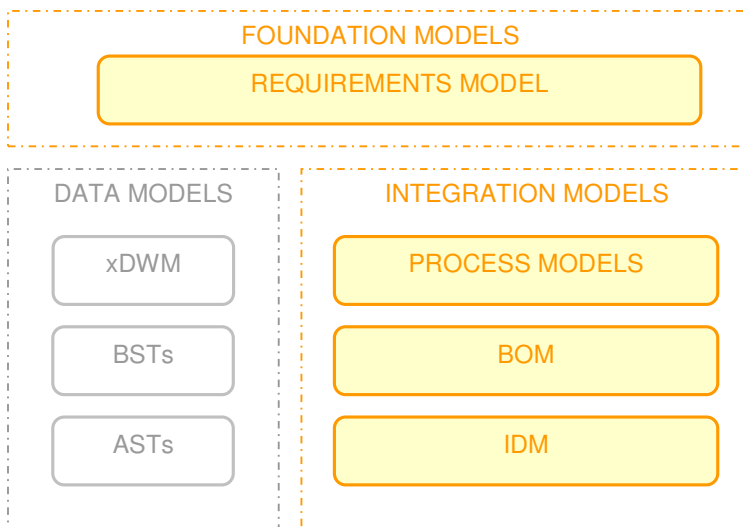 FOUNDATION MODELS
REQUIREMENTS MODEL
DATA MODELS
xDWM
BSTs
ASTs
INTEGRATION MODELS
PROCESS MODELS
BOM
IDM